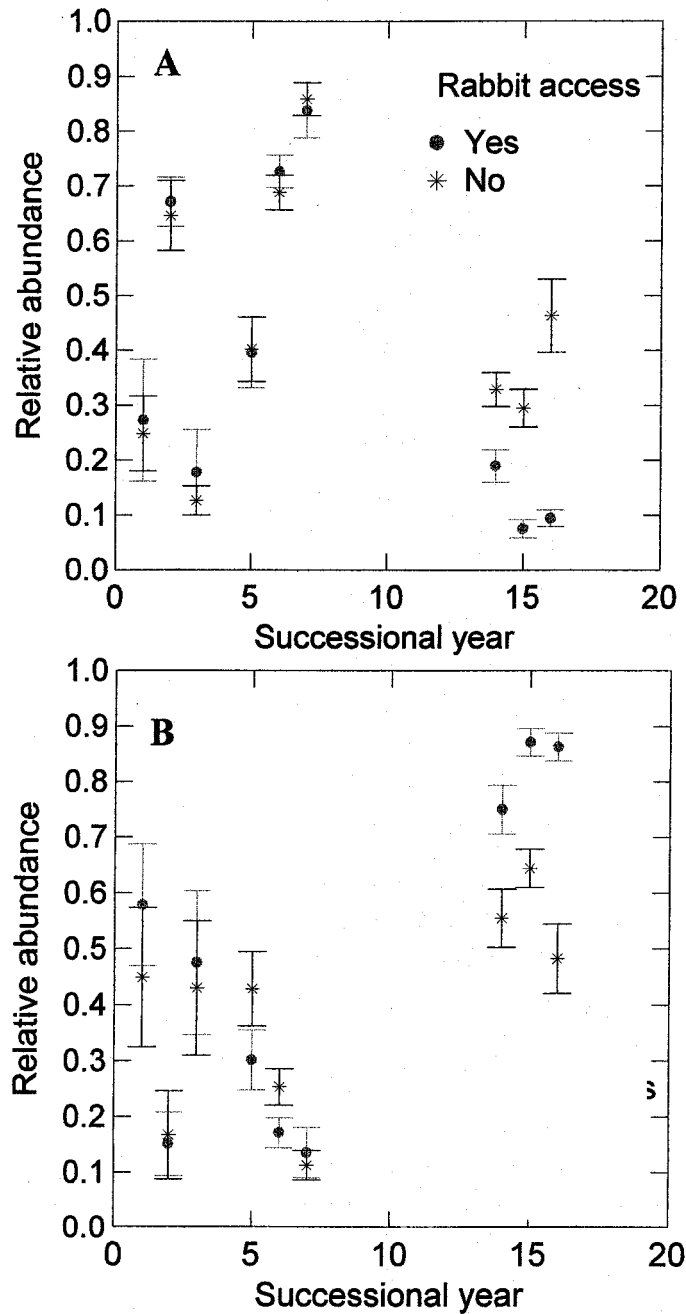 A
Rabbit access
Yes
No
1.0
0.9
0.8
0.7
0.6
0.5
0.4
0.3
0.2
0.1
0.0
Relative abundance
0 5 10 15 20
Successional year
B
1.0
0.9
0.8
0.7
0.6
0.5
0.4
0.3
0.2
0.1
0.0
Relative abundance
s
0 5 10 15 20
Successional year